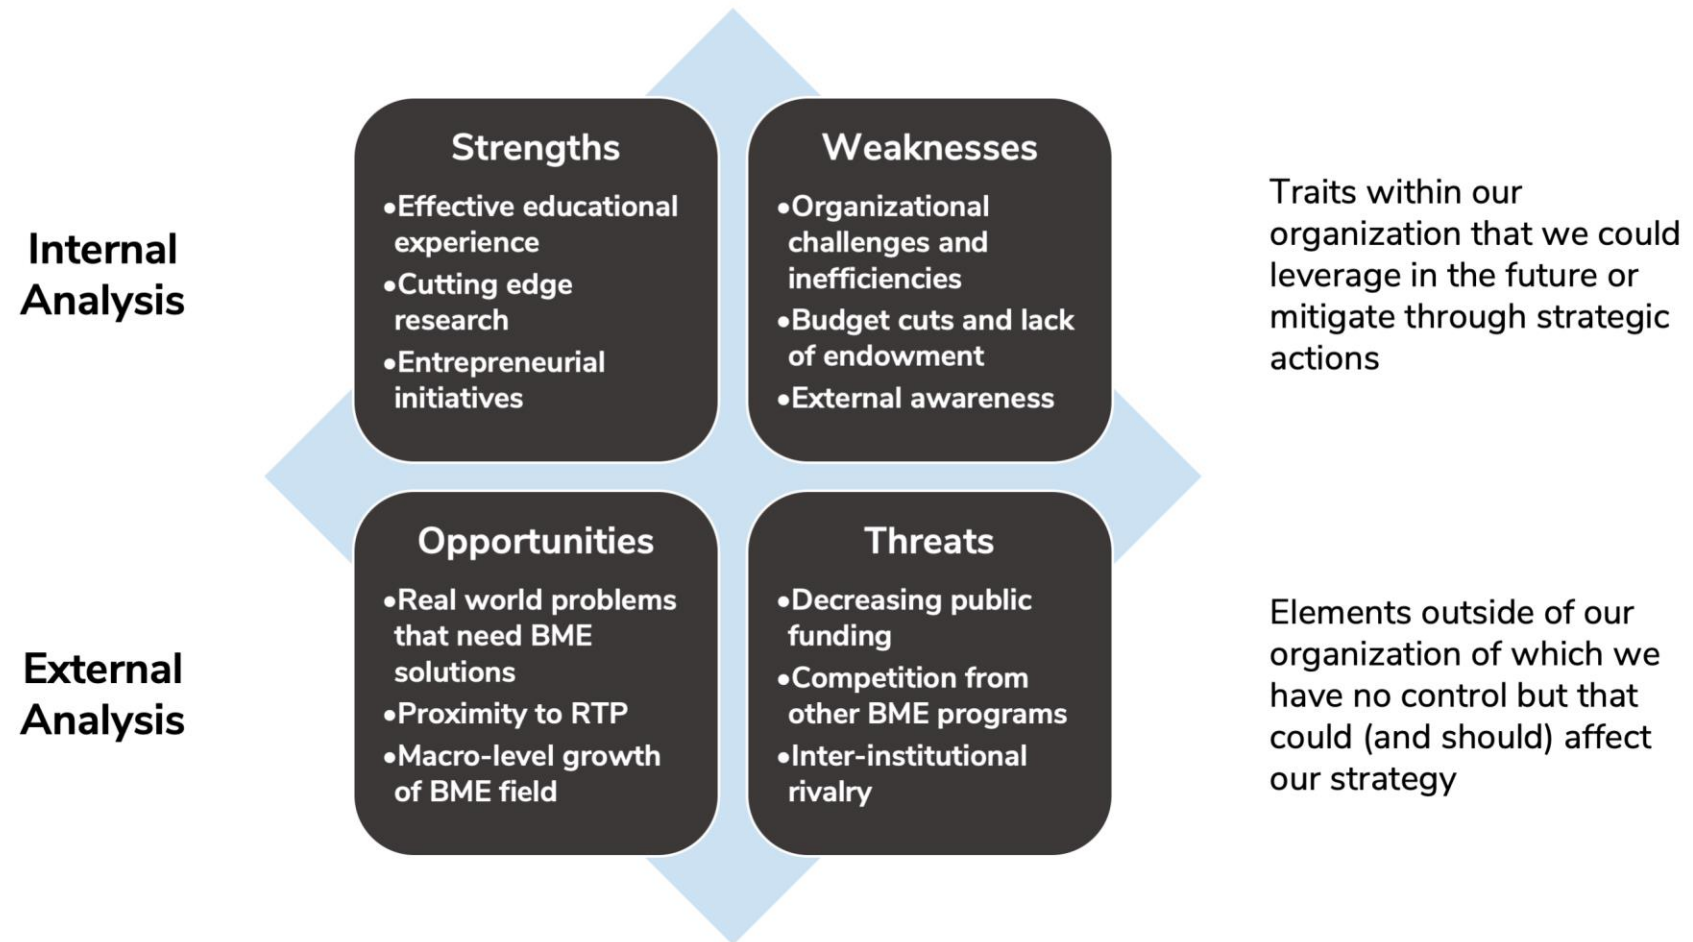 Internal
Analysis
Strengths
•Effective educational
experience
•Cutting edge
research
•Entrepreneurial
initiatives
Weaknesses
•Organizational
challenges and
inefficiencies
•Budget cuts and lack
of endowment
•External awareness
Traits within our
organization that we could
leverage in the future or
mitigate through strategic
actions
External
Analysis
Opportunities
•Real world problems
that need BME
solutions
•Proximity to RTP
•Macro-level growth
of BME field
Threats
•Decreasing public
funding
•Competition from
other BME programs
•Inter-institutional
rivalry
Elements outside of our
organization of which we
have no control but that
could (and should) affect
our strategy